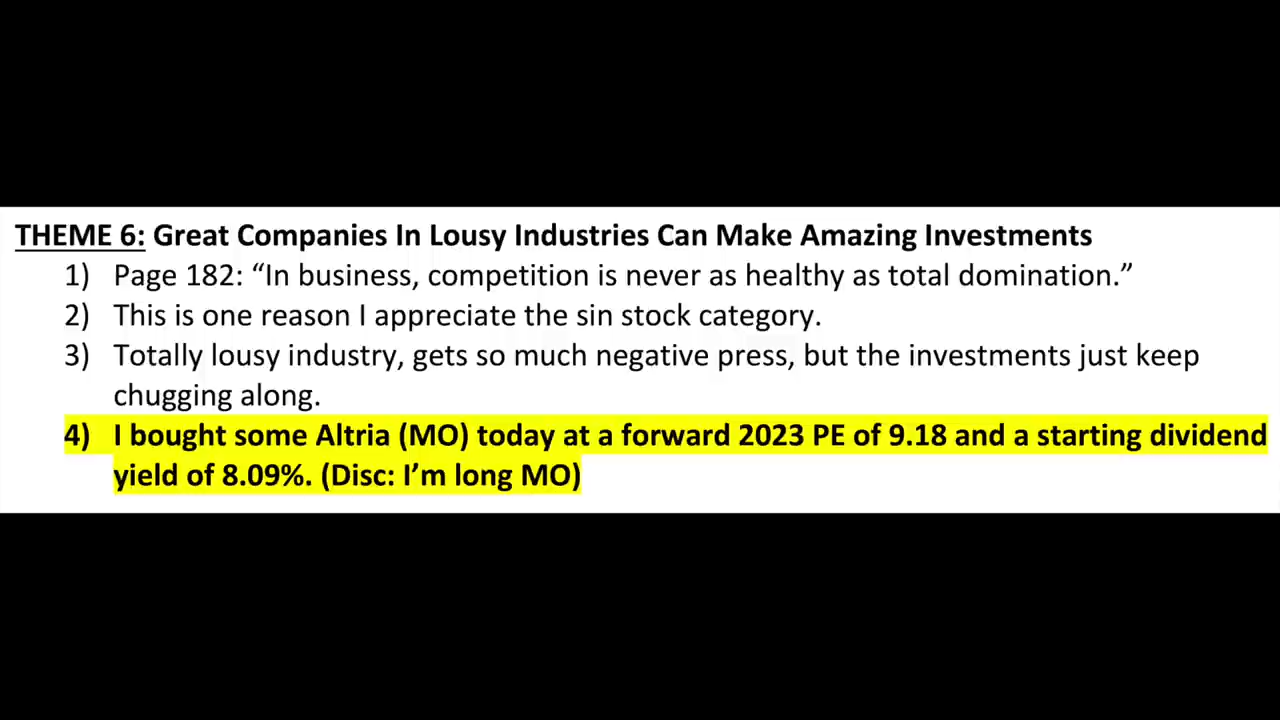 THEME 6: Great Companies In Lousy Industries Can Make Amazing Investments
1) Page 182: “In business, competition is never as healthy as total domination.”
2) This is one reason I appreciate the sin stock category.
3) Totally lousy industry, gets so much negative press, but the investments just keep
chugging along.
4) I bought some Altria (MO) today at a forward 2023 PE of 9.18 and a starting dividend
yield of 8.09%. (Disc: I’m long MO)